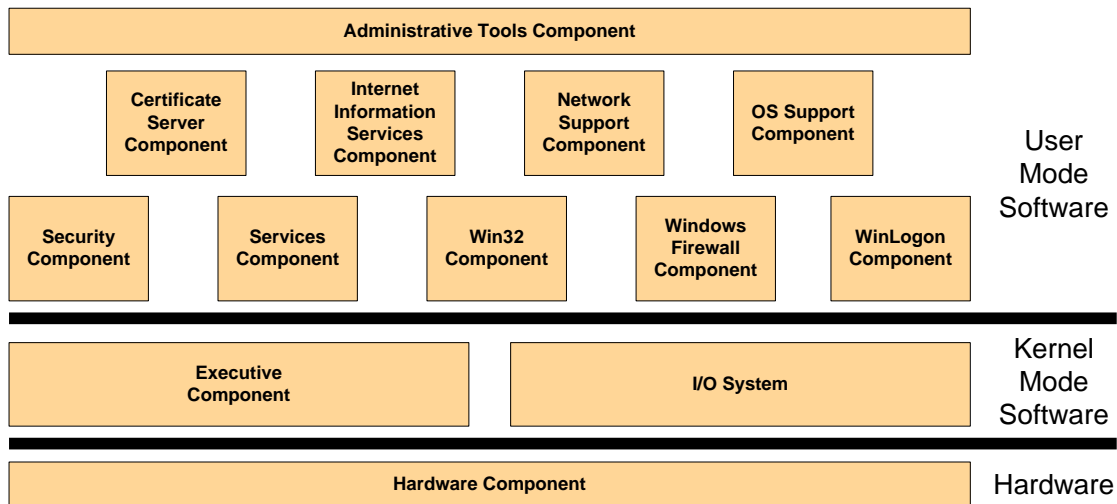 Administrative Tools Component
Certificate
Server
Component
Internet
Information
Services
Component
Network
Support
Component
OS Support
Component
User
Mode
Software
Security
Component
Services
Component
Win32
Component
Windows
Firewall
Component
WinLogon
Component
Executive
Component
I/O System
Kernel
Mode
Software
Hardware Component
Hardware